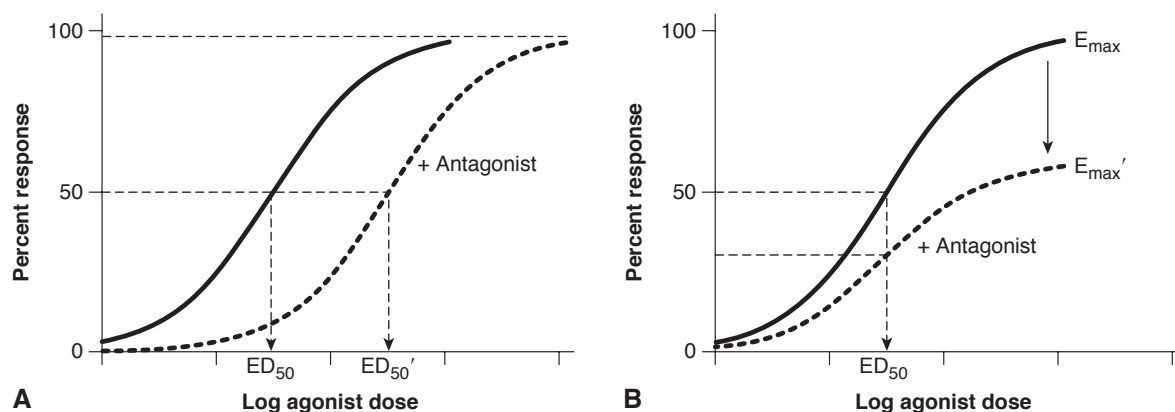 100
50
0
Percent response
+ Antagonist
ED50
ED50′
Log agonist dose
A
100
50
0
Percent response
Emax
Emax′
+ Antagonist
ED50
Log agonist dose
B